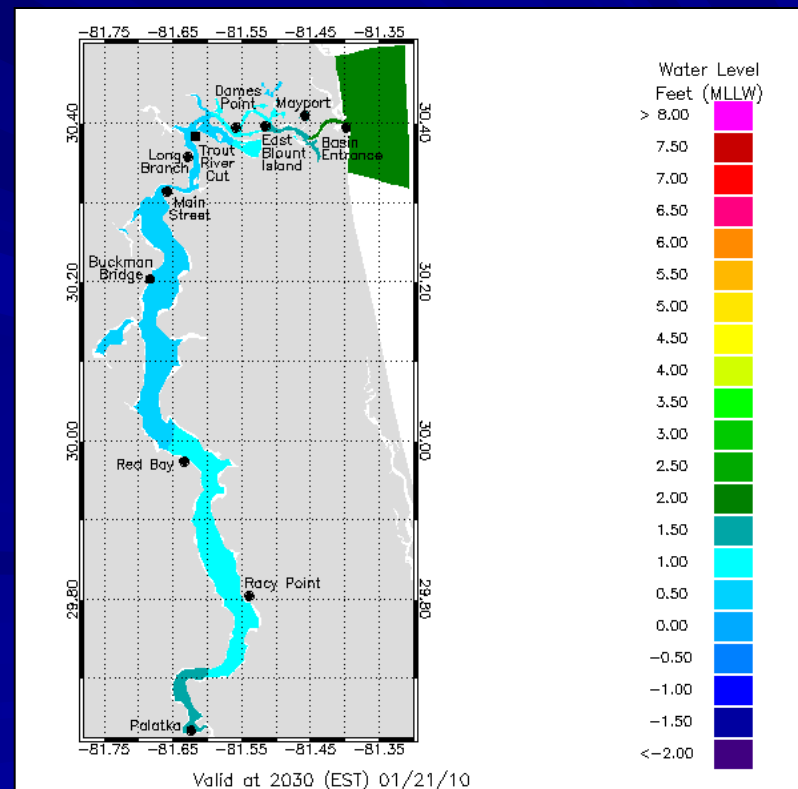 -81.75 -81.65 -81.55 -81.45 -81.35
Water Level
Feet (MLLW)
> 8.00
7.50
7.00
6.50
6.00
5.50
5.00
4.50
4.00
3.50
3.00
2.50
2.00
1.50
1.00
0.50
0.00
-0.50
-1.00
-1.50
<-2.00
30.40
30.20
30.00
29.80
30.40
30.20
30.00
29.80
Dames
Point
Mayport
Long
Branch
Trout
River
Cut
East
Blount
Island
Basin
Entrance
Main
Street
Buckman
Bridge
Red Bay
Racy Point
Palatka
-81.75 -81.65 -81.55 -81.45 -81.35
Valid at 2030 (EST) 01/21/10